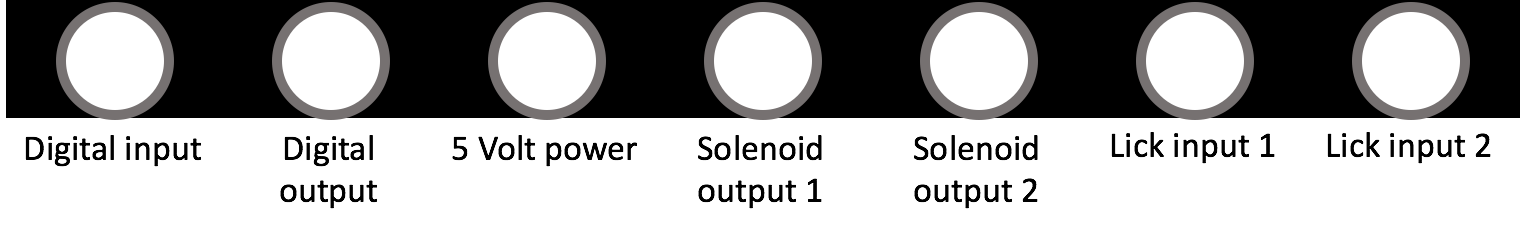 Digital input
Digital
output
5 Volt power
Solenoid
output 1
Solenoid
output 2
Lick input 1
Lick input 2